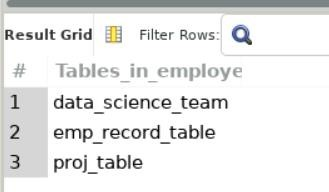 Result Grid Filter Rows:
# Tables_in_employe
1 data_science_team
2 emp_record_table
3 proj_table